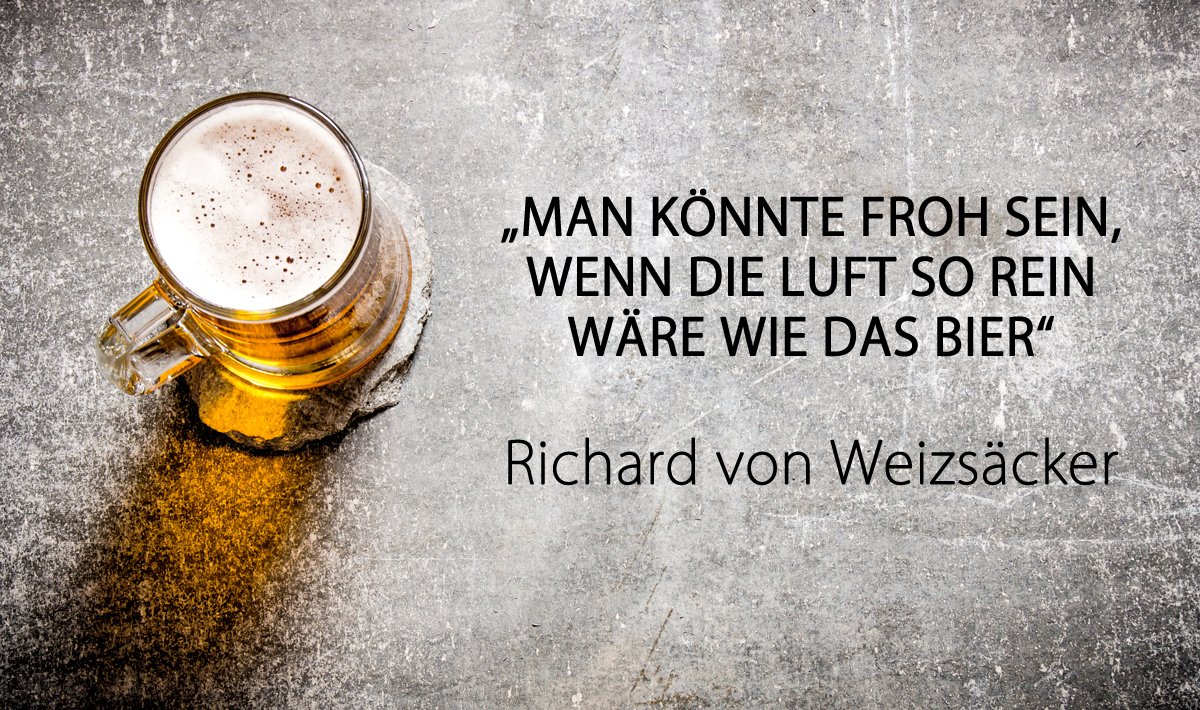 „MAN KÖNNTE FROH SEIN,
WENN DIE LUFT SO REIN
WÄRE WIE DAS BIER“
Richard von Weizsäcker